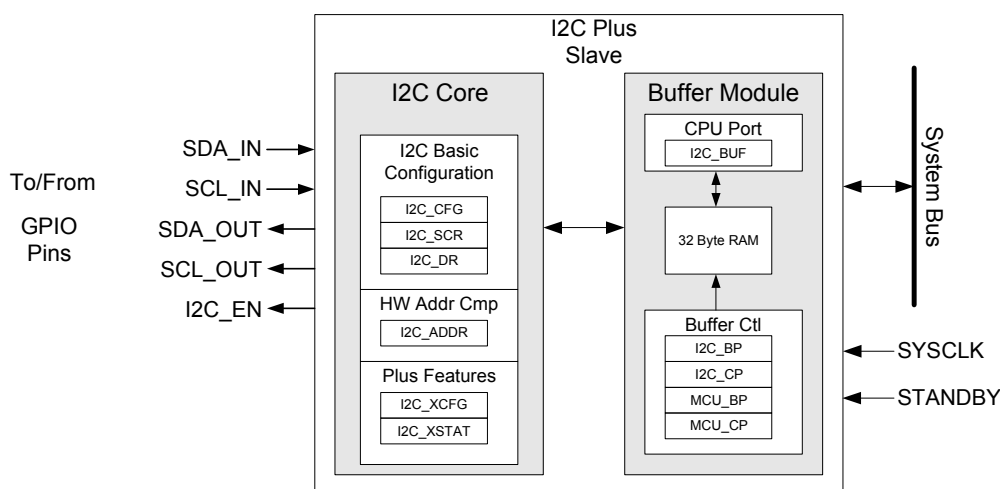 I2C Plus
Slave
To/From
GPIO
Pins
SDA_IN
SCL_IN
SDA_OUT
SCL_OUT
I2C_EN
I2C Core
I2C Basic
Configuration
I2C_CFG
I2C_SCR
I2C_DR
HW Addr Cmp
I2C_ADDR
Plus Features
I2C_XCFG
I2C_XSTAT
Buffer Module
CPU Port
I2C_BUF
32 Byte RAM
Buffer Ctl
I2C_BP
I2C_CP
MCU_BP
MCU_CP
System Bus
SYSCLK
STANDBY